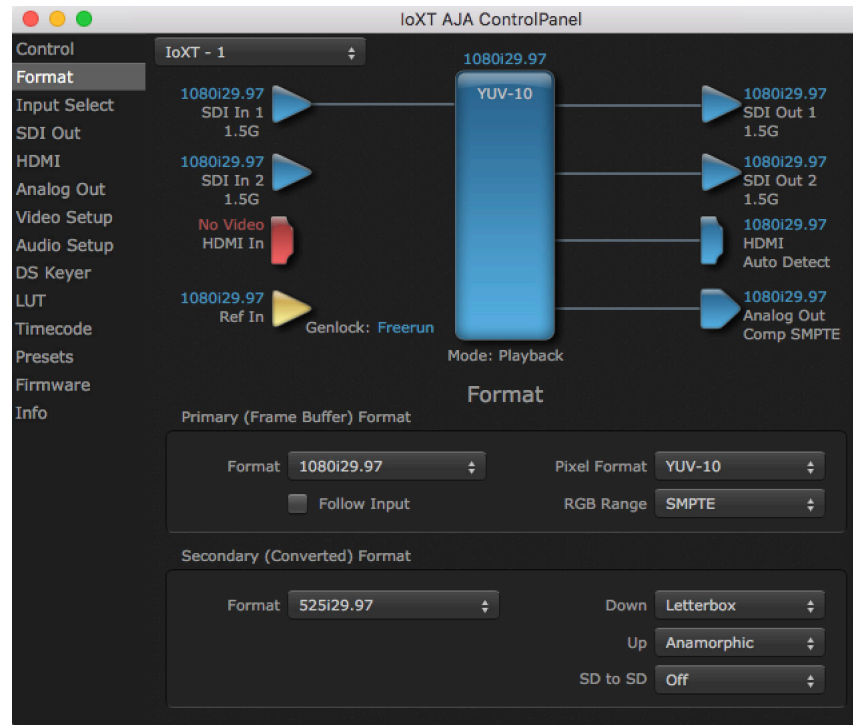 IoXT AJA ControlPanel
Control
Format
Input Select
SDI Out
HDMI
Analog Out
Video Setup
Audio Setup
DS Keyer
LUT
Timecode
Presets
Firmware
Info
IoXT - 1
1080i29.97
YUV-10
1080i29.97
SDI In 1
1.5G
1080i29.97
SDI In 2
1.5G
No Video
HDMI In
1080i29.97
Ref In
Genlock: Freerun
1080i29.97
SDI Out 1
1.5G
1080i29.97
SDI Out 2
1.5G
1080i29.97
HDMI
Auto Detect
1080i29.97
Analog Out
Comp SMPTE
Mode: Playback
Format
Primary (Frame Buffer) Format
Format 1080i29.97
Pixel Format YUV-10
Follow Input
RGB Range SMPTE
Secondary (Converted) Format
Format 525i29.97
Down Letterbox
Up Anamorphic
SD to SD Off